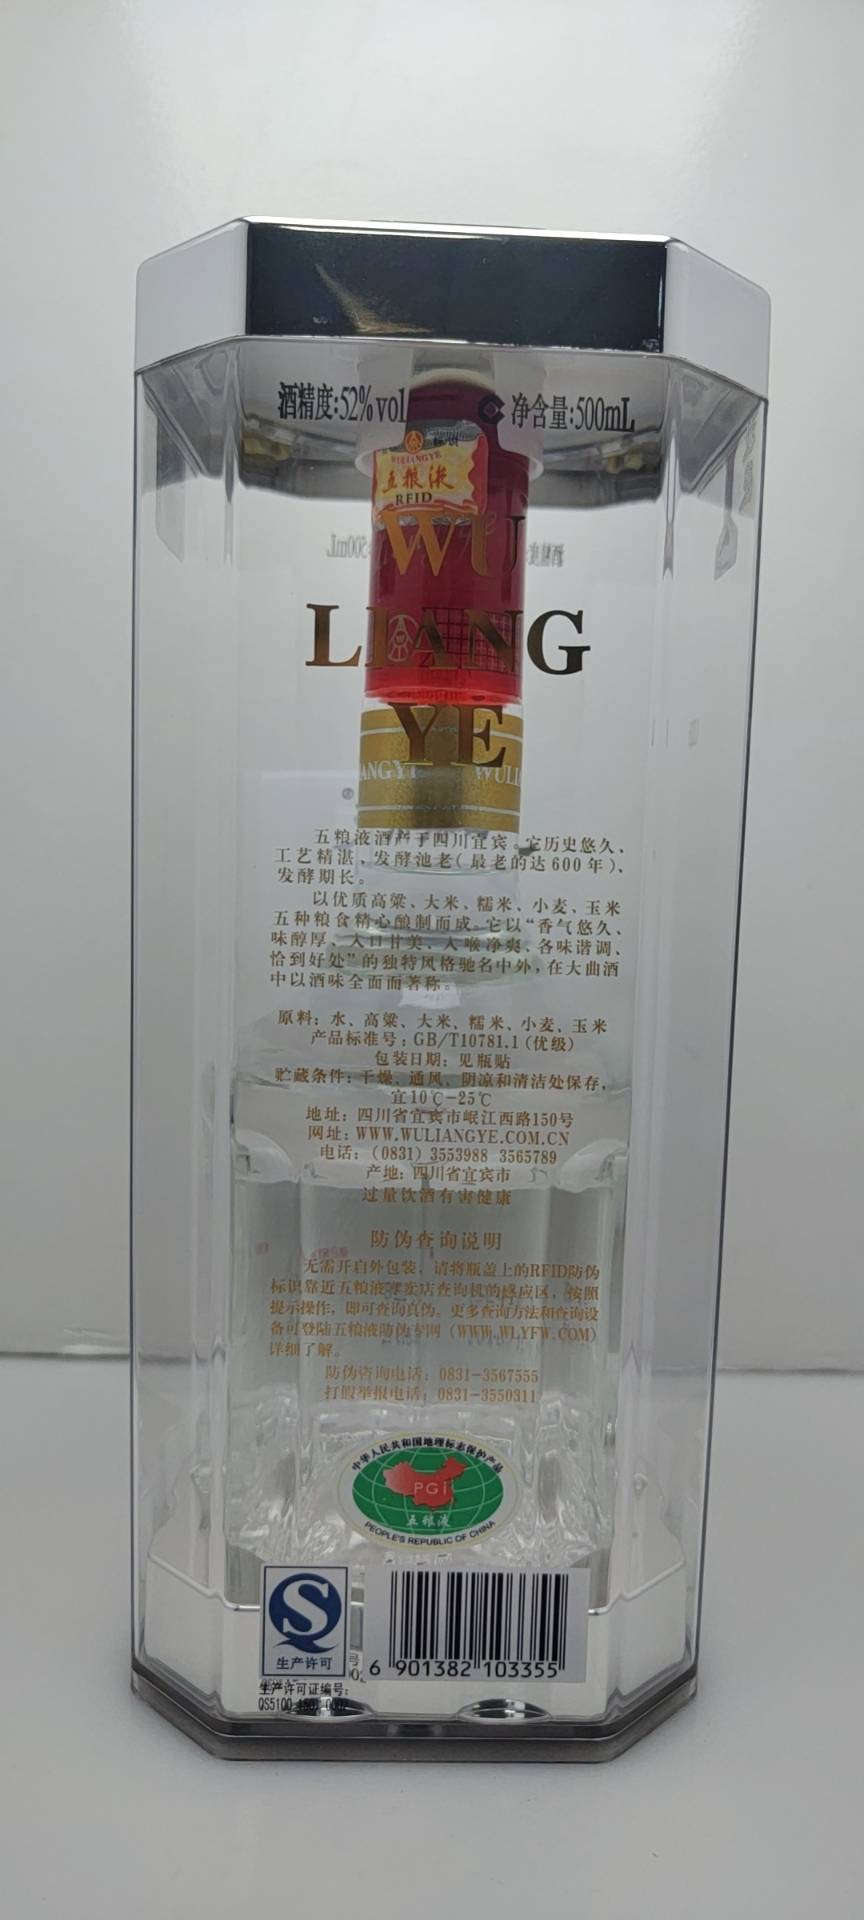 酒精度:52%vol
净含量:500mL
WULIANGYE
五粮液
RFID
WU
LIANG
YE
五粮液酒产于四川宜宾。它历史悠久、
工艺精湛、发酵池老(最老的达600年)、
发酵期长。
以优质高粱、大米、糯米、小麦、玉米
五种粮食精心酿制而成。它以“香气悠久、
味醇厚、入口甘美、入喉净爽、各味谐调、
恰到好处”的独特风格驰名中外,在大曲酒
中以酒味全面而著称。
原料:水、高粱、大米、糯米、小麦、玉米
产品标准号:GB/T10781.1(优级)
包装日期:见瓶贴
贮藏条件:干燥、通风、阴凉和清洁处保存,
宜10℃-25℃
地址:四川省宜宾市岷江西路150号
网址:WWW.WULIANGYE.COM.CN
电话:(0831)3553988 3565789
产地:四川省宜宾市
过量饮酒有害健康
防伪查询说明
无需开启外包装,请将瓶盖上的RFID防伪
标识靠近五粮液专卖店查询机的感应区,按照
提示操作,即可查询真伪。更多查询方法和查询设
备可登陆五粮液防伪专网(WWW.WLYFW.COM)
详细了解。
防伪咨询电话:0831-3567555
打假举报电话:0831-3550311
中华人民共和国地理标志保护产品
PGI
五粮液
PEOPLE'S REPUBLIC OF CHINA
生产许可
6 901382 103355
生产许可证编号:
QS5100